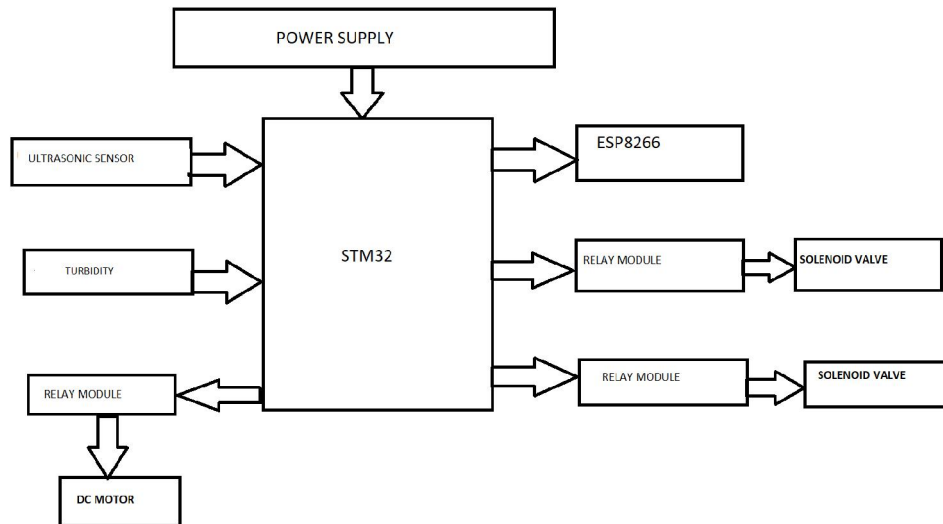 POWER SUPPLY
ULTRASONIC SENSOR
ESP8266
STM32
TURBIDITY
RELAY MODULE
SOLENOID VALVE
RELAY MODULE
RELAY MODULE
SOLENOID VALVE
DC MOTOR